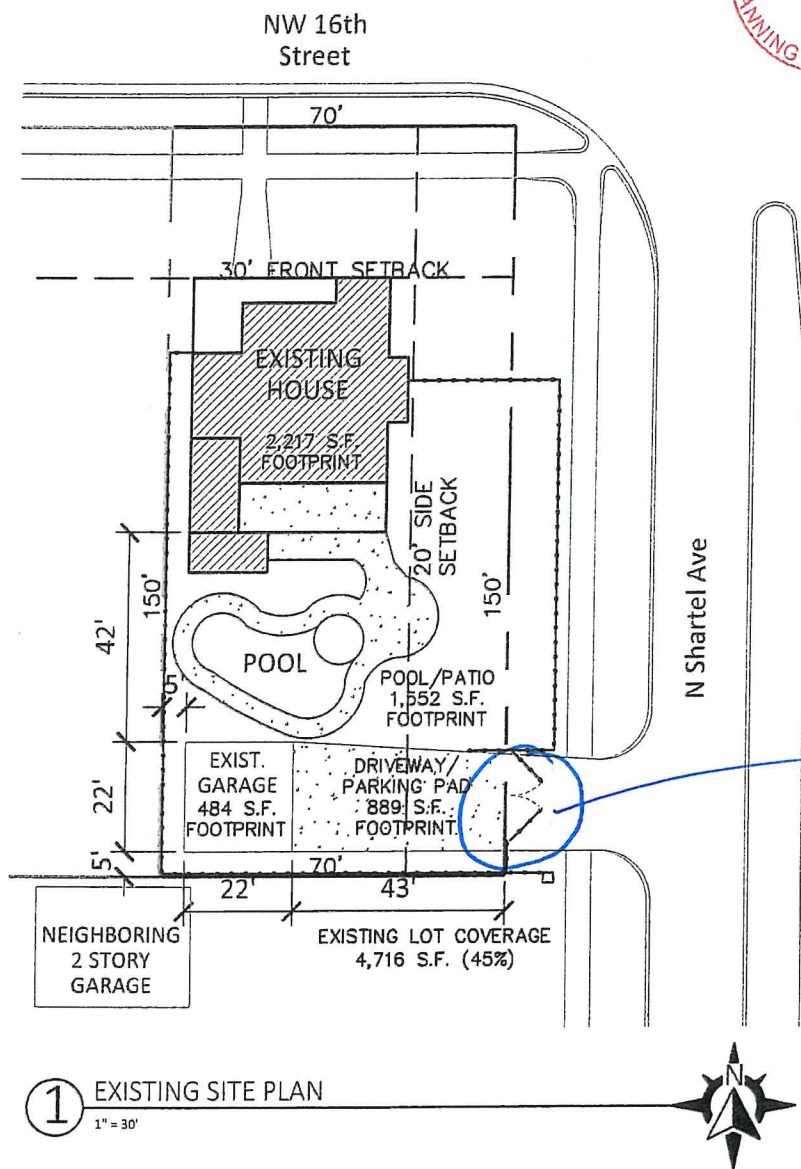 NW 16th
Street
NNING
70'
30' FRONT SETBACK
EXISTING
HOUSE
2,217 S.F.
FOOTPRINT
20' SIDE
SETBACK
150'
150'
42'
N Shartel Ave
POOL
5'
POOL/PATIO
1,552 S.F.
FOOTPRINT
EXIST.
GARAGE
484 S.F.
FOOTPRINT
DRIVEWAY/
PARKING PAD
889 S.F.
FOOTPRINT
22'
5'
70'
22'
43'
NEIGHBORING
2 STORY
GARAGE
EXISTING LOT COVERAGE
4,716 S.F. (45%)
1
EXISTING SITE PLAN
1" = 30'
N